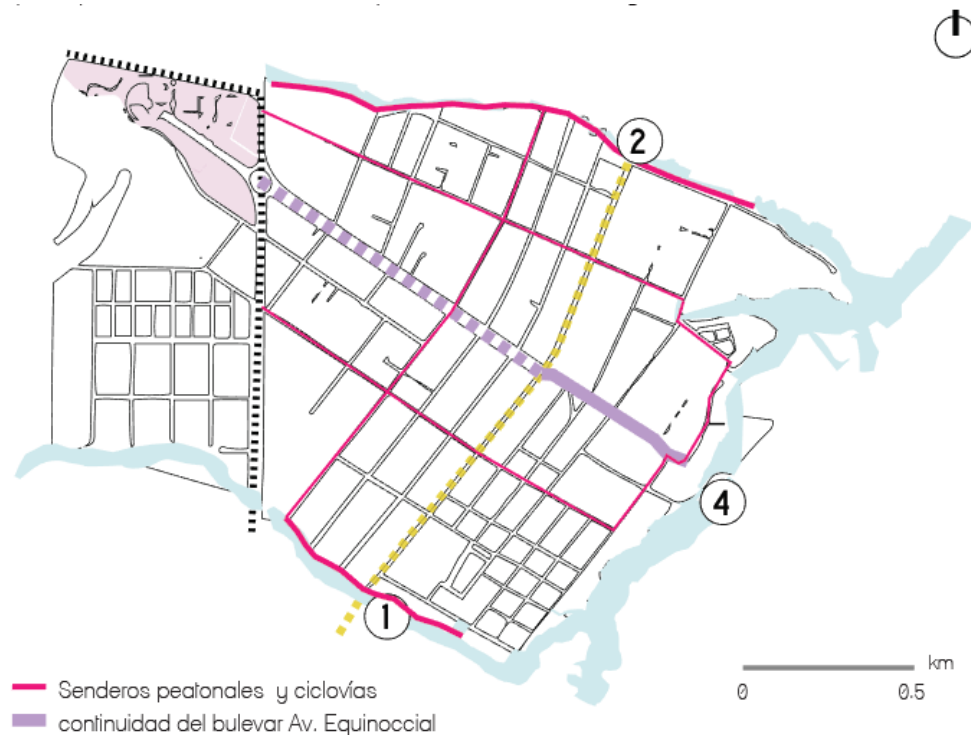 2
4
1
Senderos peatonales y ciclovías
continuidad del bulevar Av. Equinoccial
km
0 0.5